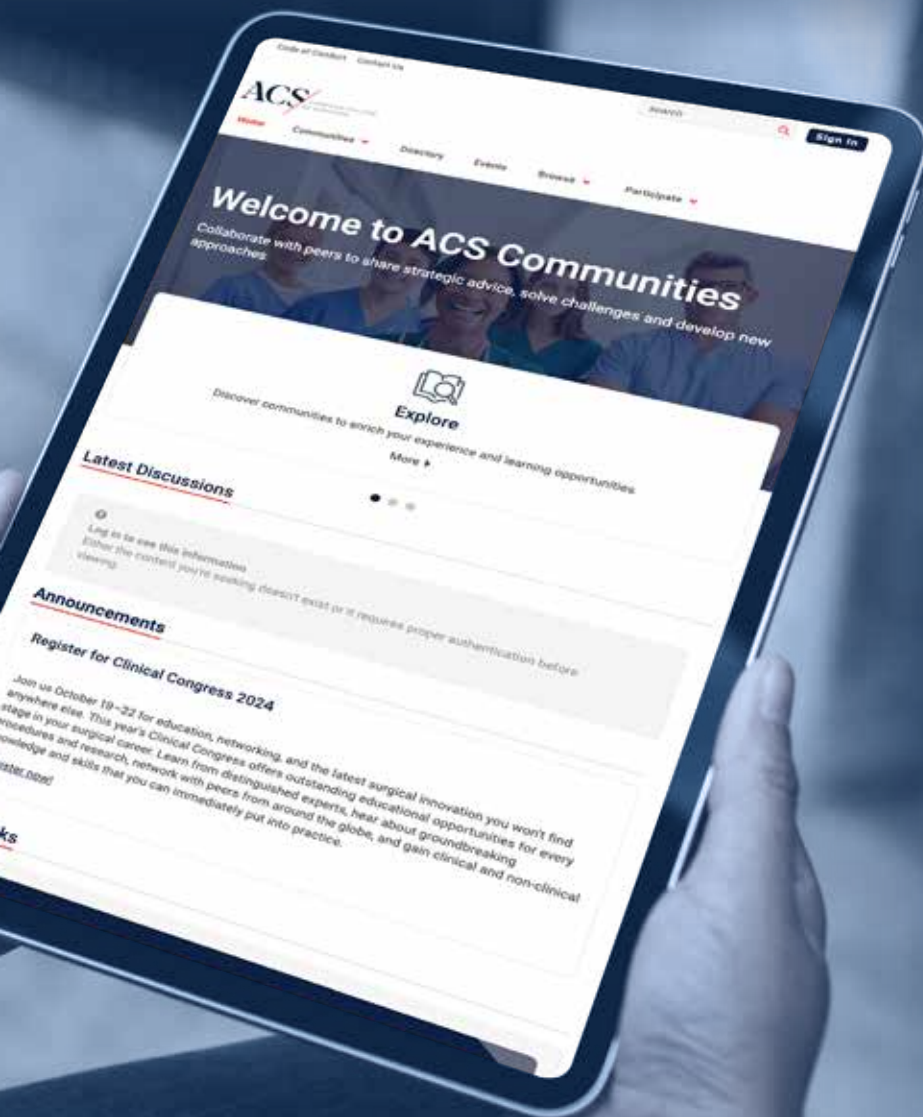 Code of Conduct Contact Us
ACS
AMERICAN COLLEGE
OF SURGEONS
Search
Sign In
Home Communities Directory Events Browse Participate
Welcome to ACS Communities
Collaborate with peers to share strategic advice, solve challenges and develop new
approaches
Explore
Discover communities to enrich your experience and learning opportunities
More
Latest Discussions
Log in to see this information
Either the content you're seeking doesn't exist or it requires proper authentication before
viewing.
Announcements
Register for Clinical Congress 2024
Join us October 19–22 for education, networking, and the latest surgical innovation you won't find
anywhere else. This year's Clinical Congress offers outstanding educational opportunities for every
stage in your surgical career. Learn from distinguished experts, hear about groundbreaking
procedures and research, network with peers from around the globe, and gain clinical and non-clinical
knowledge and skills that you can immediately put into practice.
ster now!
ks